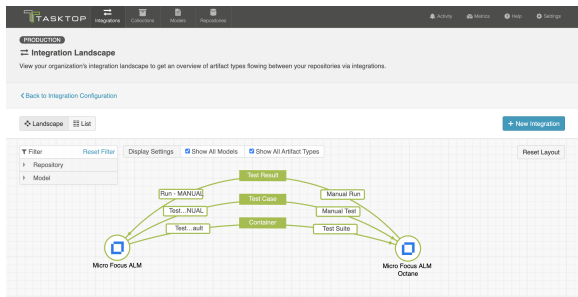 TASKTOP
Integrations
Collections
Models
Repositories
Activity
Metrics
Help
Settings
PRODUCTION
Integration Landscape
View your organization's integration landscape to get an overview of artifact types flowing between your repositories via integrations.
Back to Integration Configuration
Landscape
List
+ New Integration
Filter
Reset Filter
Display Settings
Show All Models
Show All Artifact Types
Reset Layout
Repository
Model
Test Result
Run - MANUAL
Manual Run
Test Case
Test...NUAL
Manual Test
Container
Test...ault
Test Suite
Micro Focus ALM
Micro Focus ALM
Octane